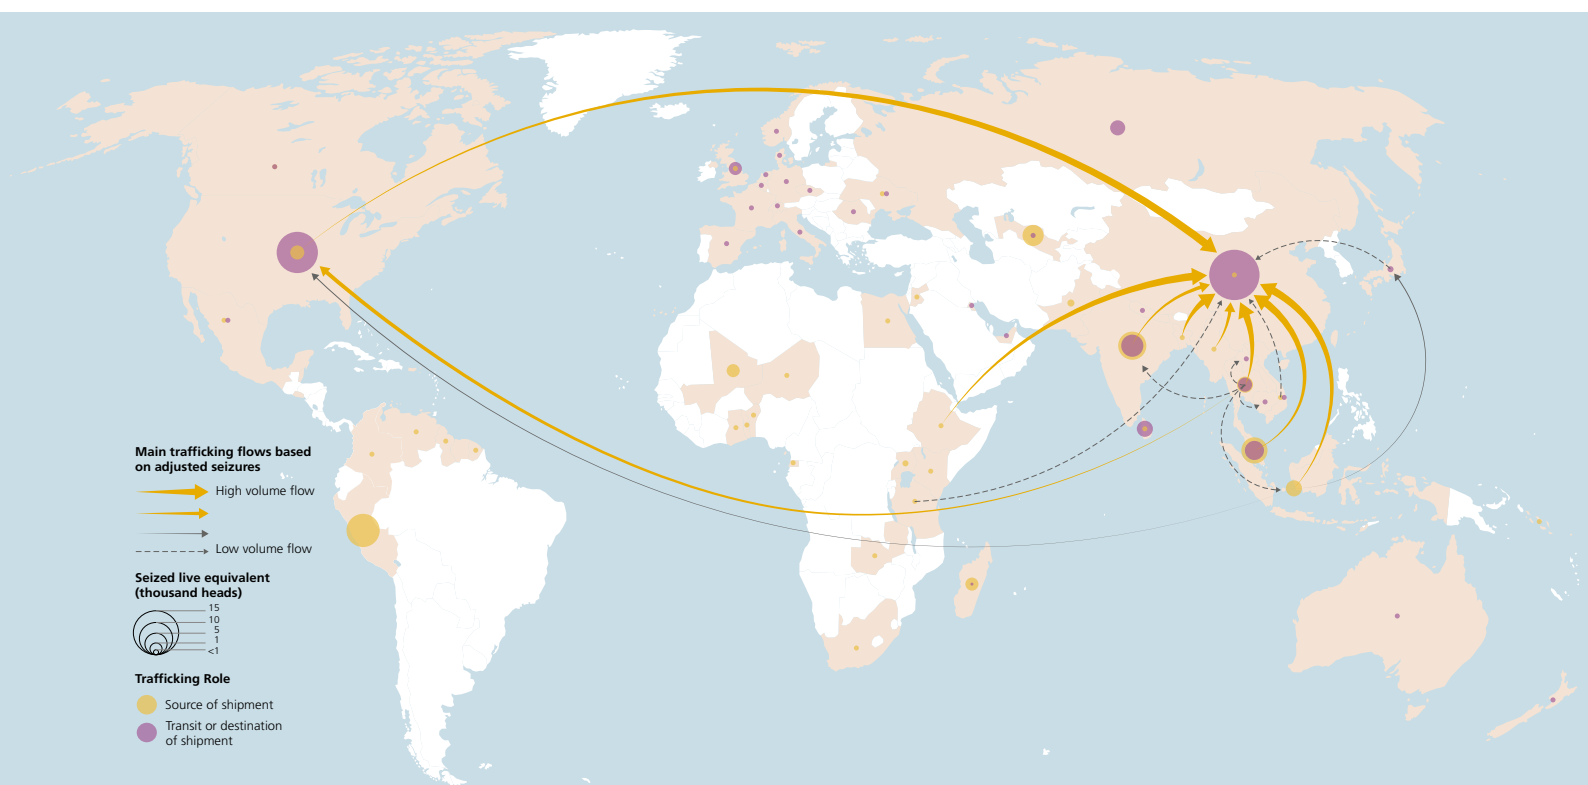 Main trafficking flows based
on adjusted seizures
High volume flow
Low volume flow
Seized live equivalent
(thousand heads)
15
10
5
1
<1
Trafficking Role
Source of shipment
Transit or destination
of shipment